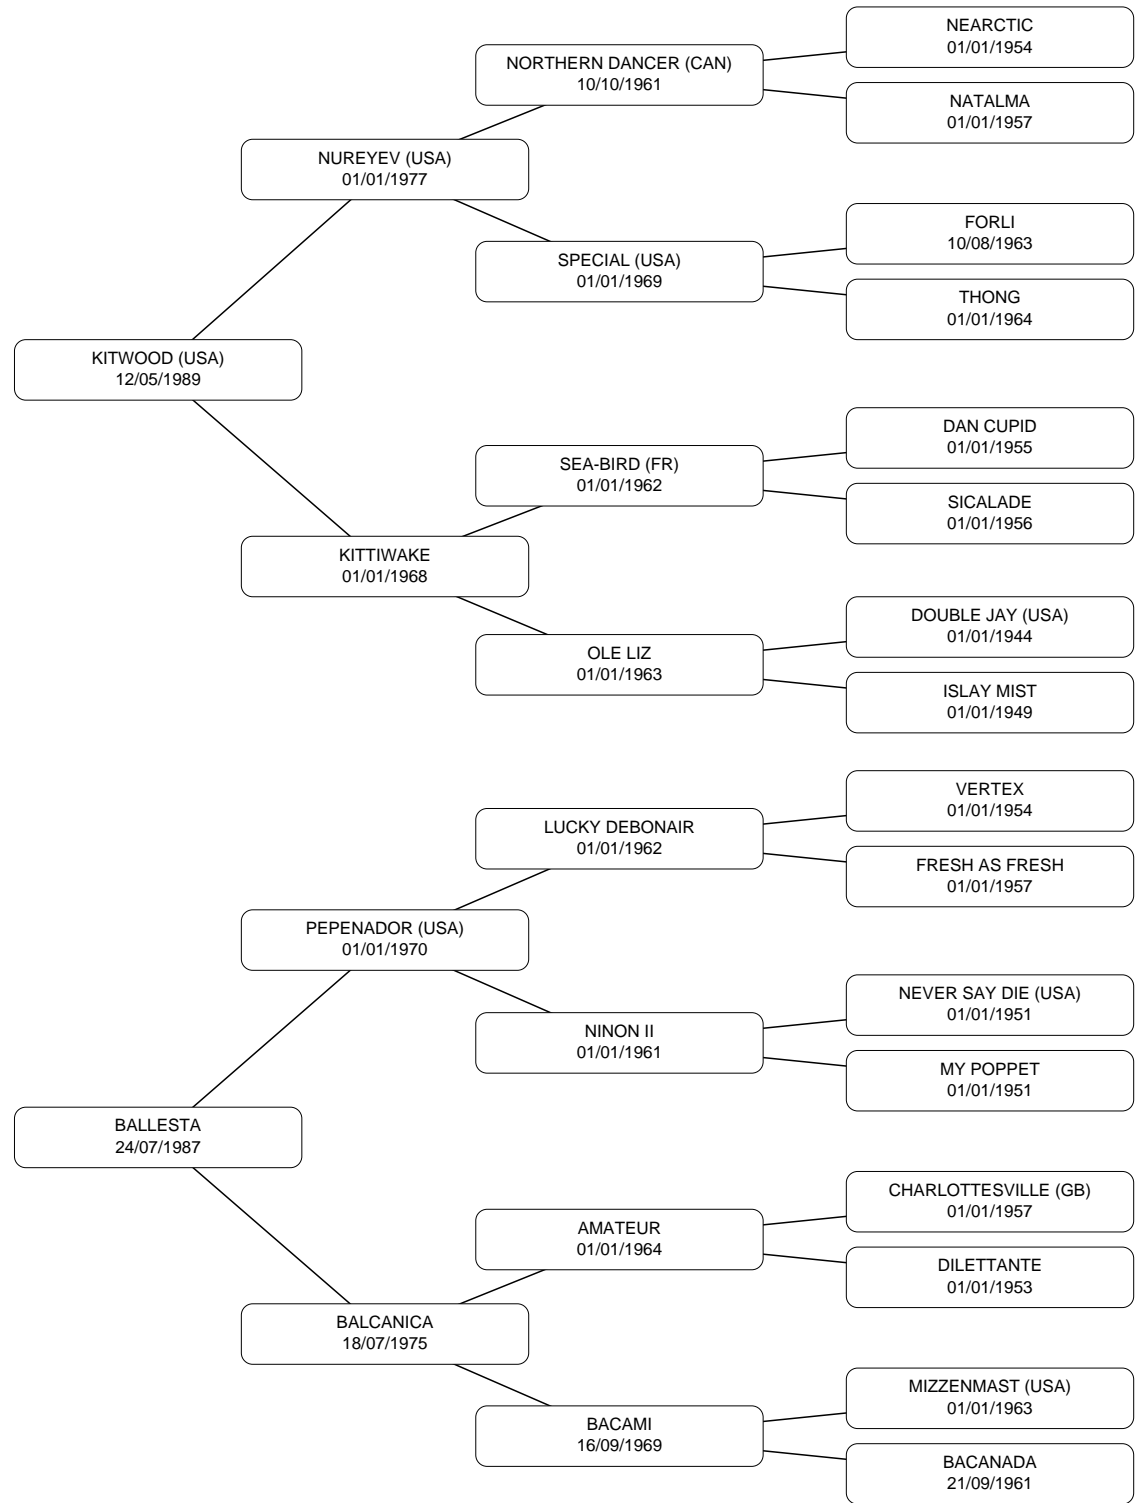 NEARCTIC
01/01/1954
NORTHERN DANCER (CAN)
10/10/1961
NATALMA
01/01/1957
NUREYEV (USA)
01/01/1977
FORLI
10/08/1963
SPECIAL (USA)
01/01/1969
THONG
01/01/1964
KITWOOD (USA)
12/05/1989
DAN CUPID
01/01/1955
SEA-BIRD (FR)
01/01/1962
SICALADE
01/01/1956
KITTIWAKE
01/01/1968
DOUBLE JAY (USA)
01/01/1944
OLE LIZ
01/01/1963
ISLAY MIST
01/01/1949
VERTEX
01/01/1954
LUCKY DEBONAIR
01/01/1962
FRESH AS FRESH
01/01/1957
PEPENADOR (USA)
01/01/1970
NEVER SAY DIE (USA)
01/01/1951
NINON II
01/01/1961
MY POPPET
01/01/1951
BALLESTA
24/07/1987
CHARLOTTESVILLE (GB)
01/01/1957
AMATEUR
01/01/1964
DILETTANTE
01/01/1953
BALCANICA
18/07/1975
MIZZENMAST (USA)
01/01/1963
BACAMI
16/09/1969
BACANADA
21/09/1961